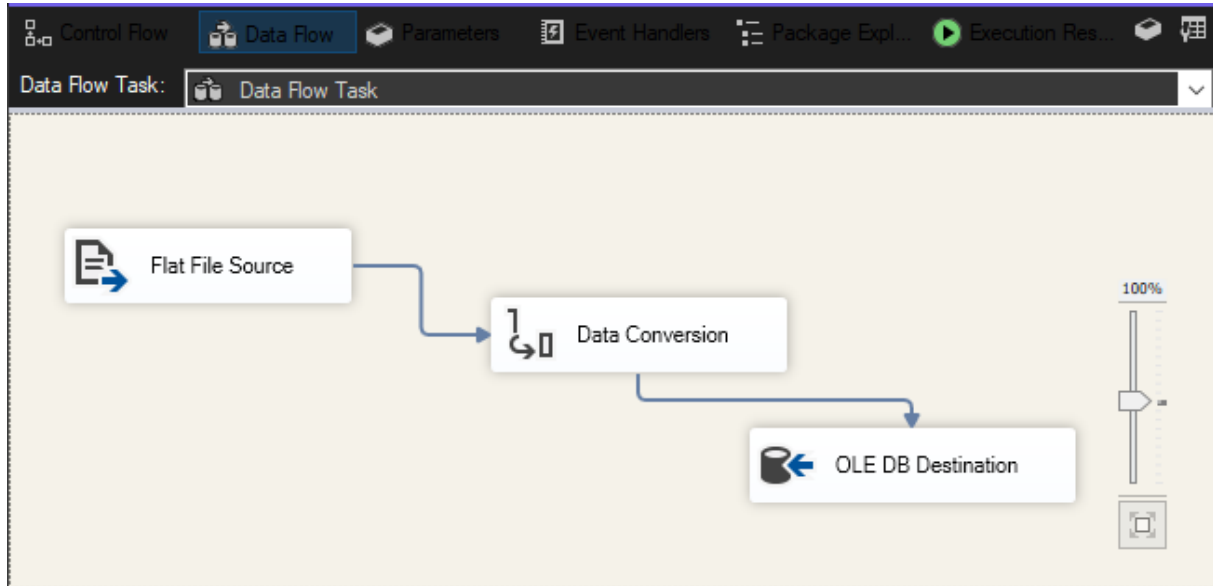 Control Flow Data Flow Parameters Event Handlers Package Expl... Execution Res...
Data Flow Task: Data Flow Task
Flat File Source
100%
Data Conversion
OLE DB Destination